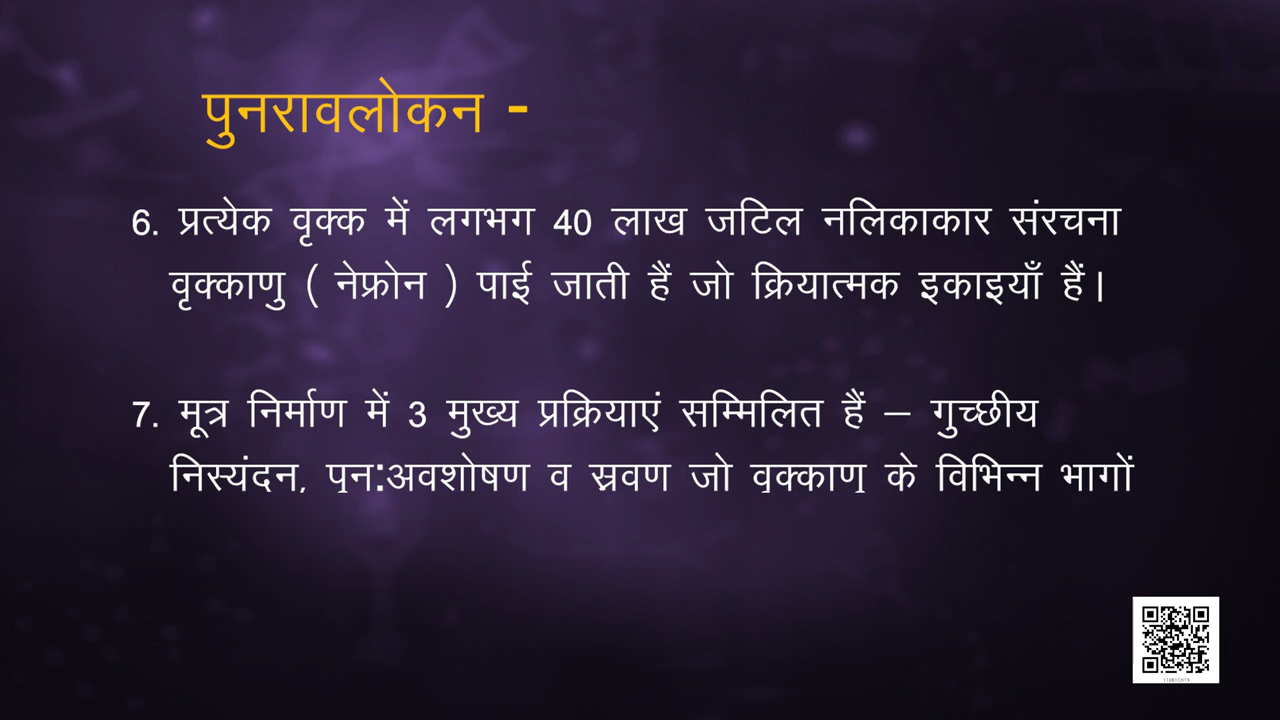 पुनरावलोकन -
6. प्रत्येक वृक्क में लगभग 40 लाख जटिल नलिकाकार संरचना
वृक्काणु ( नेफ्रोन ) पाई जाती हैं जो क्रियात्मक इकाइयाँ हैं।
7. मूत्र निर्माण में 3 मुख्य प्रक्रियाएं सम्मिलित हैं – गुच्छीय
निस्यंदन, पुन:अवशोषण व स्रवण जो वृक्काणु के विभिन्न भागों